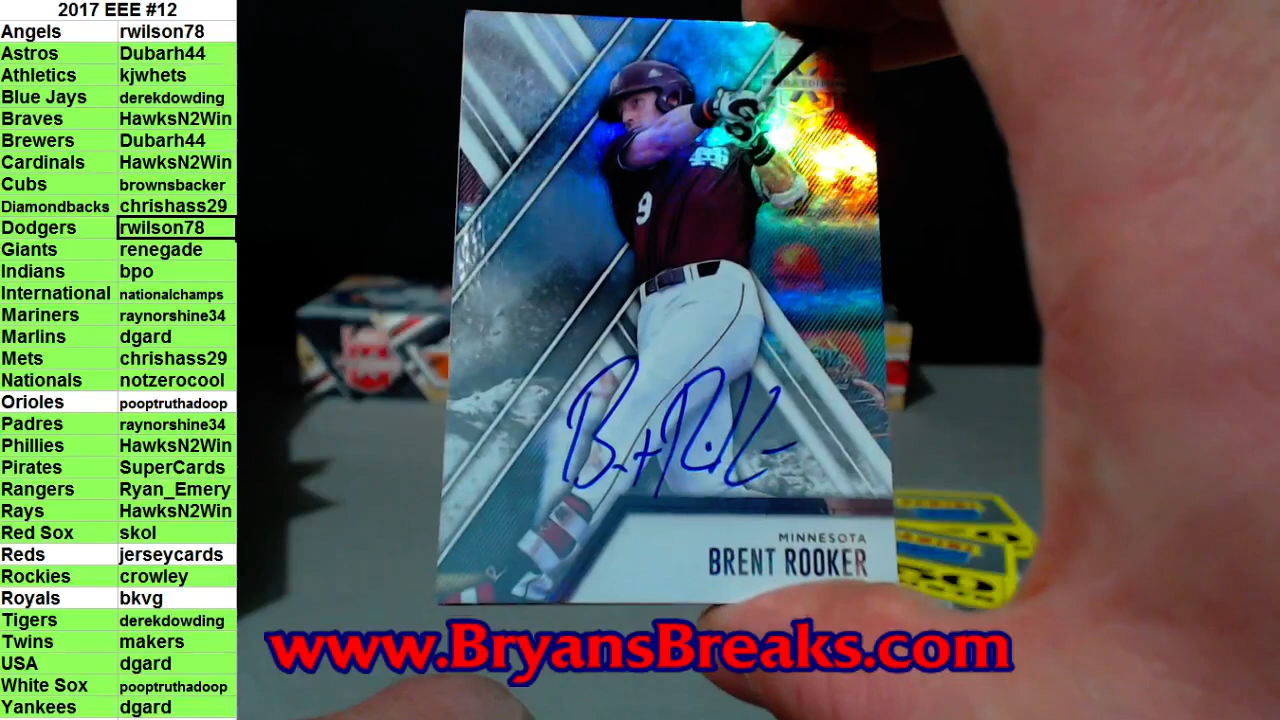 2017 EEE #12
Angels rwilson78
Astros Dubarh44
Athletics kjwhets
Blue Jays derekdowding
Braves HawksN2Win
Brewers Dubarh44
Cardinals HawksN2Win
Cubs brownsbacker
Diamondbacks chrishass29
Dodgers rwilson78
Giants renegade
Indians bpo
International nationalchamps
Mariners raynorshine34
Marlins dgard
Mets chrishass29
Nationals notzerocool
Orioles pooptruthadoop
Padres raynorshine34
Phillies HawksN2Win
Pirates SuperCards
Rangers Ryan_Emery
Rays HawksN2Win
Red Sox skol
Reds jerseycards
Rockies crowley
Royals bkvg
Tigers derekdowding
Twins makers
USA dgard
White Sox pooptruthadoop
Yankees dgard
9
MINNESOTA
BRENT ROOKER
www.BryansBreaks.com